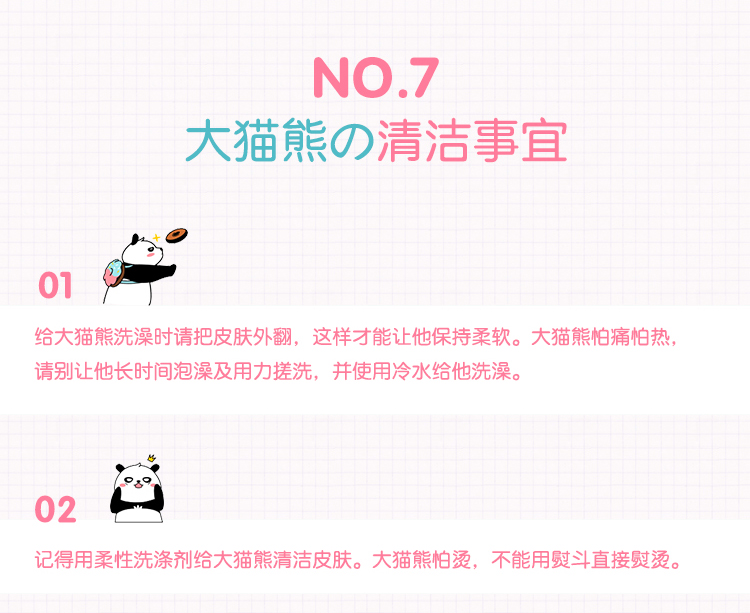 NO.7
大猫熊の清洁事宜
01
给大猫熊洗澡时请把皮肤外翻，这样才能让他保持柔软。大猫熊怕痛怕热，
请别让他长时间泡澡及用力搓洗，并使用冷水给他洗澡。
02
记得用柔性洗涤剂给大猫熊清洁皮肤。大猫熊怕烫，不能用熨斗直接熨烫。